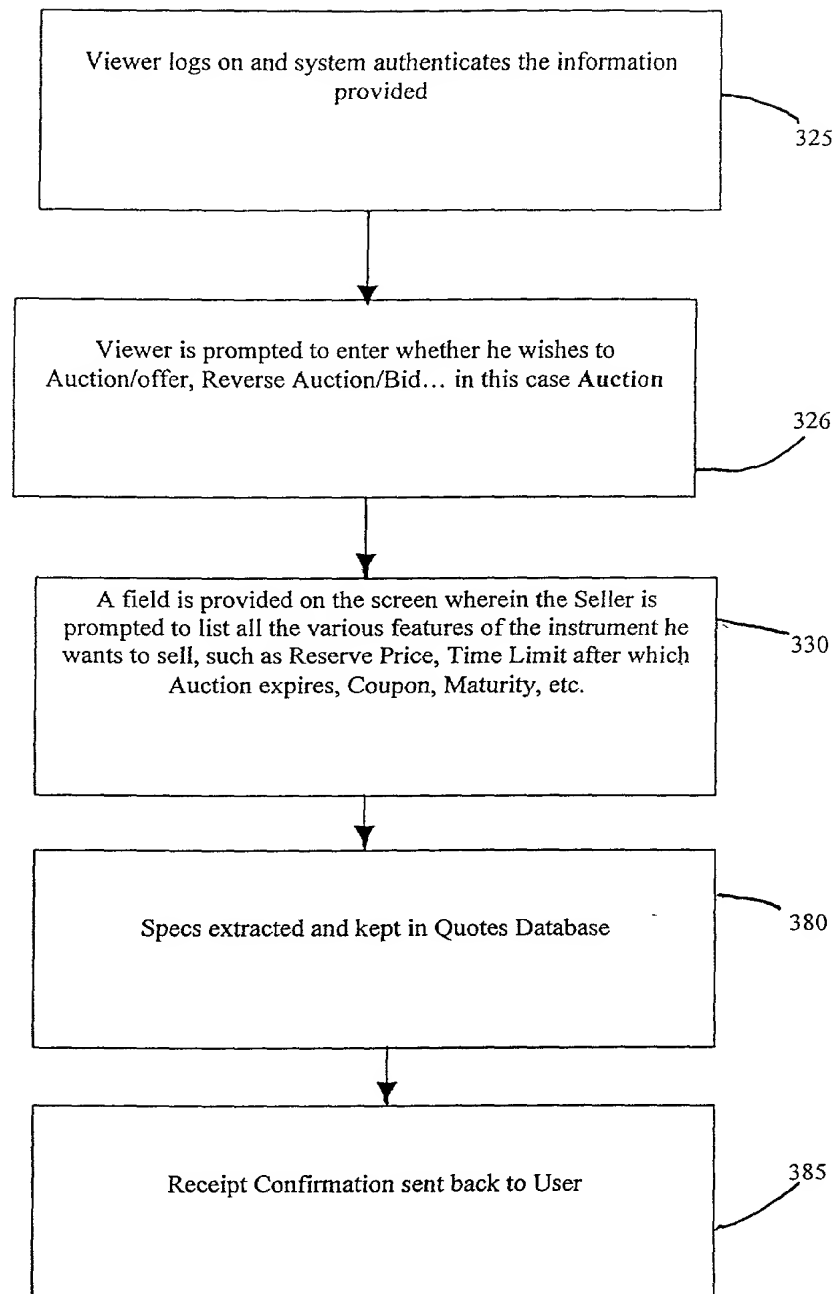 Viewer logs on and system authenticates the information
provided
325
Viewer is prompted to enter whether he wishes to
Auction/offer, Reverse Auction/Bid... in this case Auction
326
A field is provided on the screen wherein the Seller is
prompted to list all the various features of the instrument he
wants to sell, such as Reserve Price, Time Limit after which
Auction expires, Coupon, Maturity, etc.
330
Specs extracted and kept in Quotes Database
380
Receipt Confirmation sent back to User
385